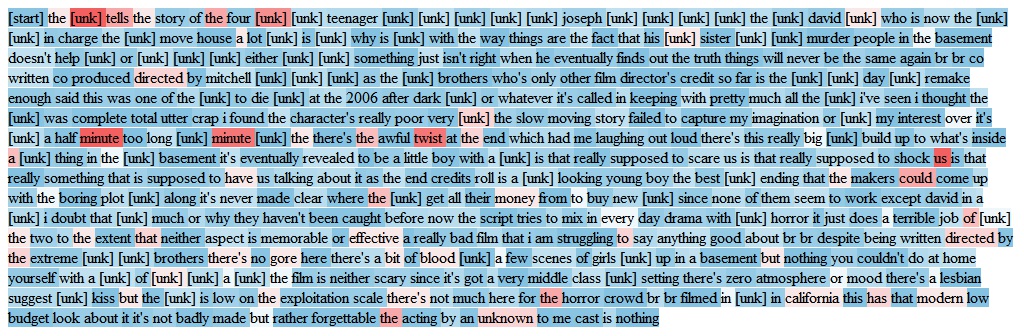 [start] the [unk] tells the story of the four [unk] [unk] teenager [unk] [unk] [unk] [unk] [unk] joseph [unk] [unk] [unk] [unk] the [unk] david [unk] who is now the [unk]
[unk] in charge the [unk] move house a lot [unk] is [unk] why is [unk] with the way things are the fact that his [unk] sister [unk] [unk] murder people in the basement
doesn't help [unk] or [unk] [unk] either [unk] [unk] something just isn't right when he eventually finds out the truth things will never be the same again br br co
written co produced directed by mitchell [unk] [unk] [unk] as the [unk] brothers who's only other film director's credit so far is the [unk] [unk] day [unk] remake
enough said this was one of the [unk] to die [unk] at the 2006 after dark [unk] or whatever it's called in keeping with pretty much all the [unk] i've seen i thought the
[unk] was complete total utter crap i found the character's really poor very [unk] the slow moving story failed to capture my imagination or [unk] my interest over it's
[unk] a half minute too long [unk] minute [unk] the there's the awful twist at the end which had me laughing out loud there's this really big [unk] build up to what's inside
a [unk] thing in the [unk] basement it's eventually revealed to be a little boy with a [unk] is that really supposed to scare us is that really supposed to shock us is that
really something that is supposed to have us talking about it as the end credits roll is a [unk] looking young boy the best [unk] ending that the makers could come up
with the boring plot [unk] along it's never made clear where the [unk] get all their money from to buy new [unk] since none of them seem to work except david in a
[unk] i doubt that [unk] much or why they haven't been caught before now the script tries to mix in every day drama with [unk] horror it just does a terrible job of [unk]
the two to the extent that neither aspect is memorable or effective a really bad film that i am struggling to say anything good about br br despite being written directed by
the extreme [unk] [unk] brothers there's no gore here there's a bit of blood [unk] a few scenes of girls [unk] up in a basement but nothing you couldn't do at home
yourself with a [unk] of [unk] [unk] a [unk] the film is neither scary since it's got a very middle class [unk] setting there's zero atmosphere or mood there's a lesbian
suggest [unk] kiss but the [unk] is low on the exploitation scale there's not much here for the horror crowd br br filmed in [unk] in california this has that modern low
budget look about it it's not badly made but rather forgettable the acting by an unknown to me cast is nothing